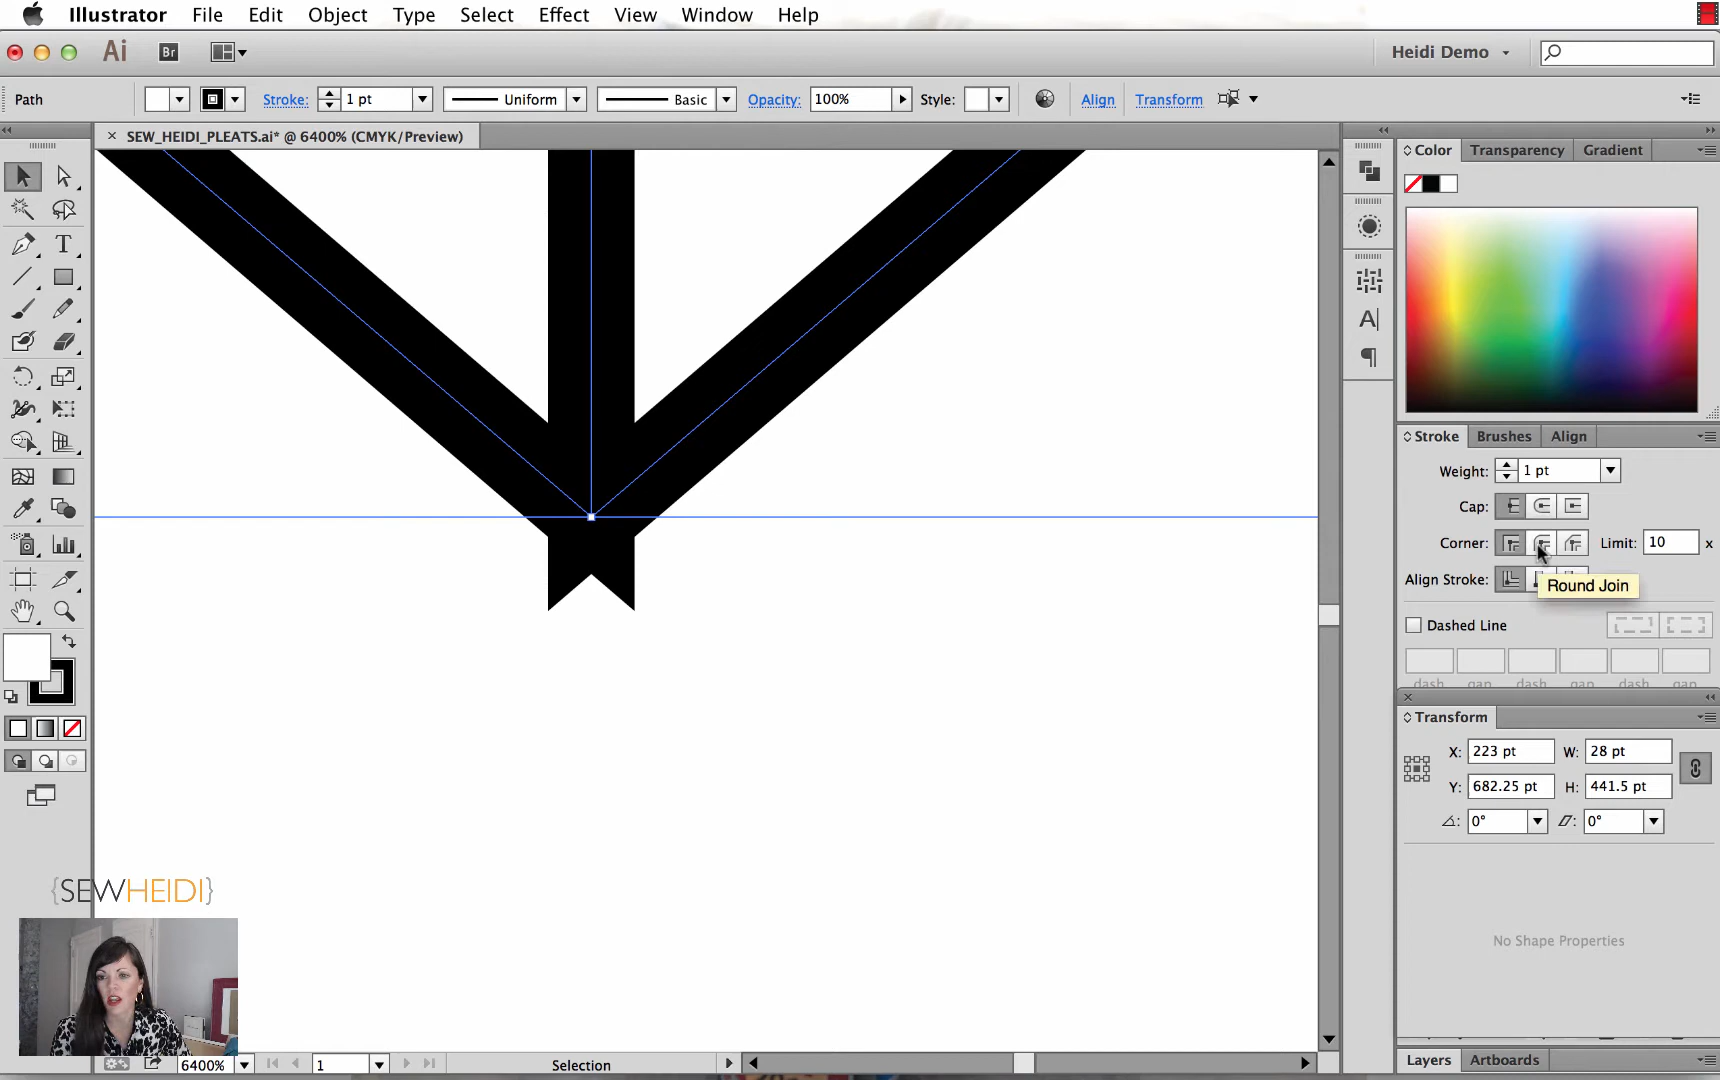 Illustrator File Edit Object Type Select Effect View Window Help
Ai Br Heidi Demo
Path Stroke: 1 pt Uniform Basic Opacity: 100% Style: Align Transform
× SEW_HEIDI_PLEATS.ai* @ 6400% (CMYK/Preview)
Color Transparency Gradient
T
A
Stroke Brushes Align
Weight: 1 pt
Cap:
Corner: Limit: 10 x
Align Stroke:
Round Join
Dashed Line
dash gap dash gap dash gap
Transform
X: 223 pt W: 28 pt
Y: 682.25 pt H: 441.5 pt
0° 0°
No Shape Properties
{SEWHEIDI}
6400% 1 Selection
Layers Artboards